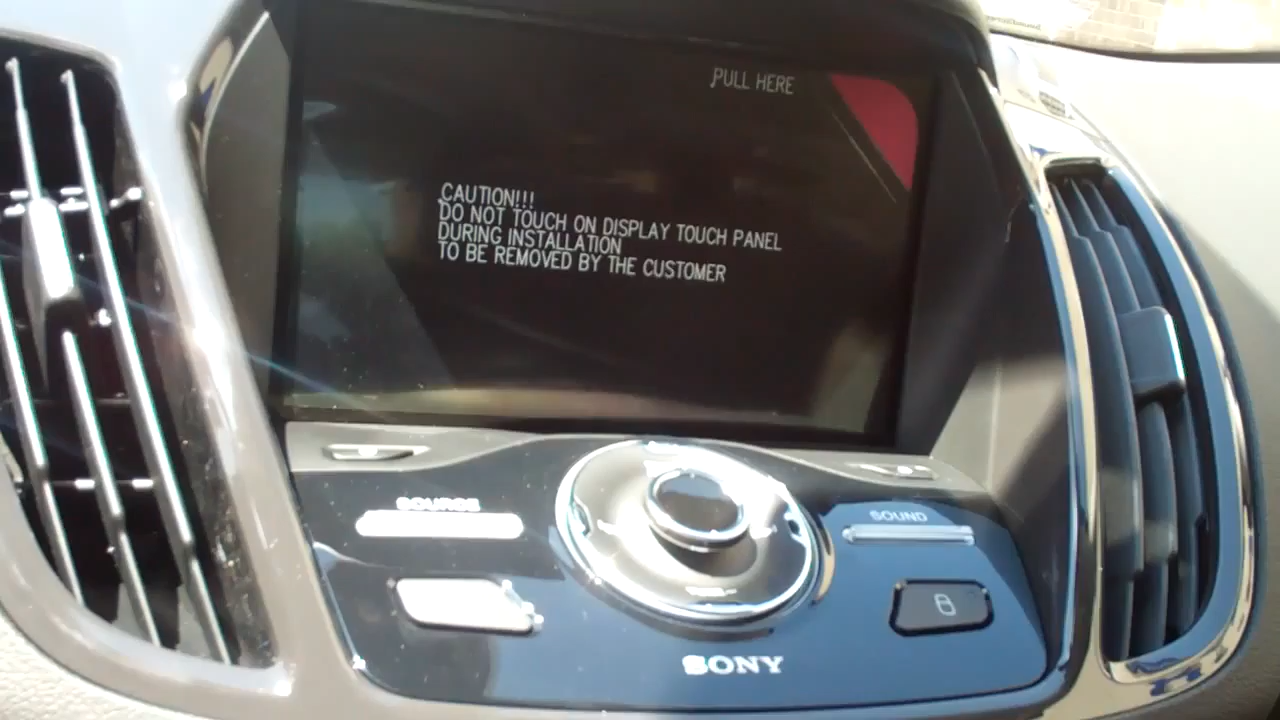 PULL HERE
CAUTION!!!
DO NOT TOUCH ON DISPLAY TOUCH PANEL
DURING INSTALLATION
TO BE REMOVED BY THE CUSTOMER
SOURCE
SOUND
SONY